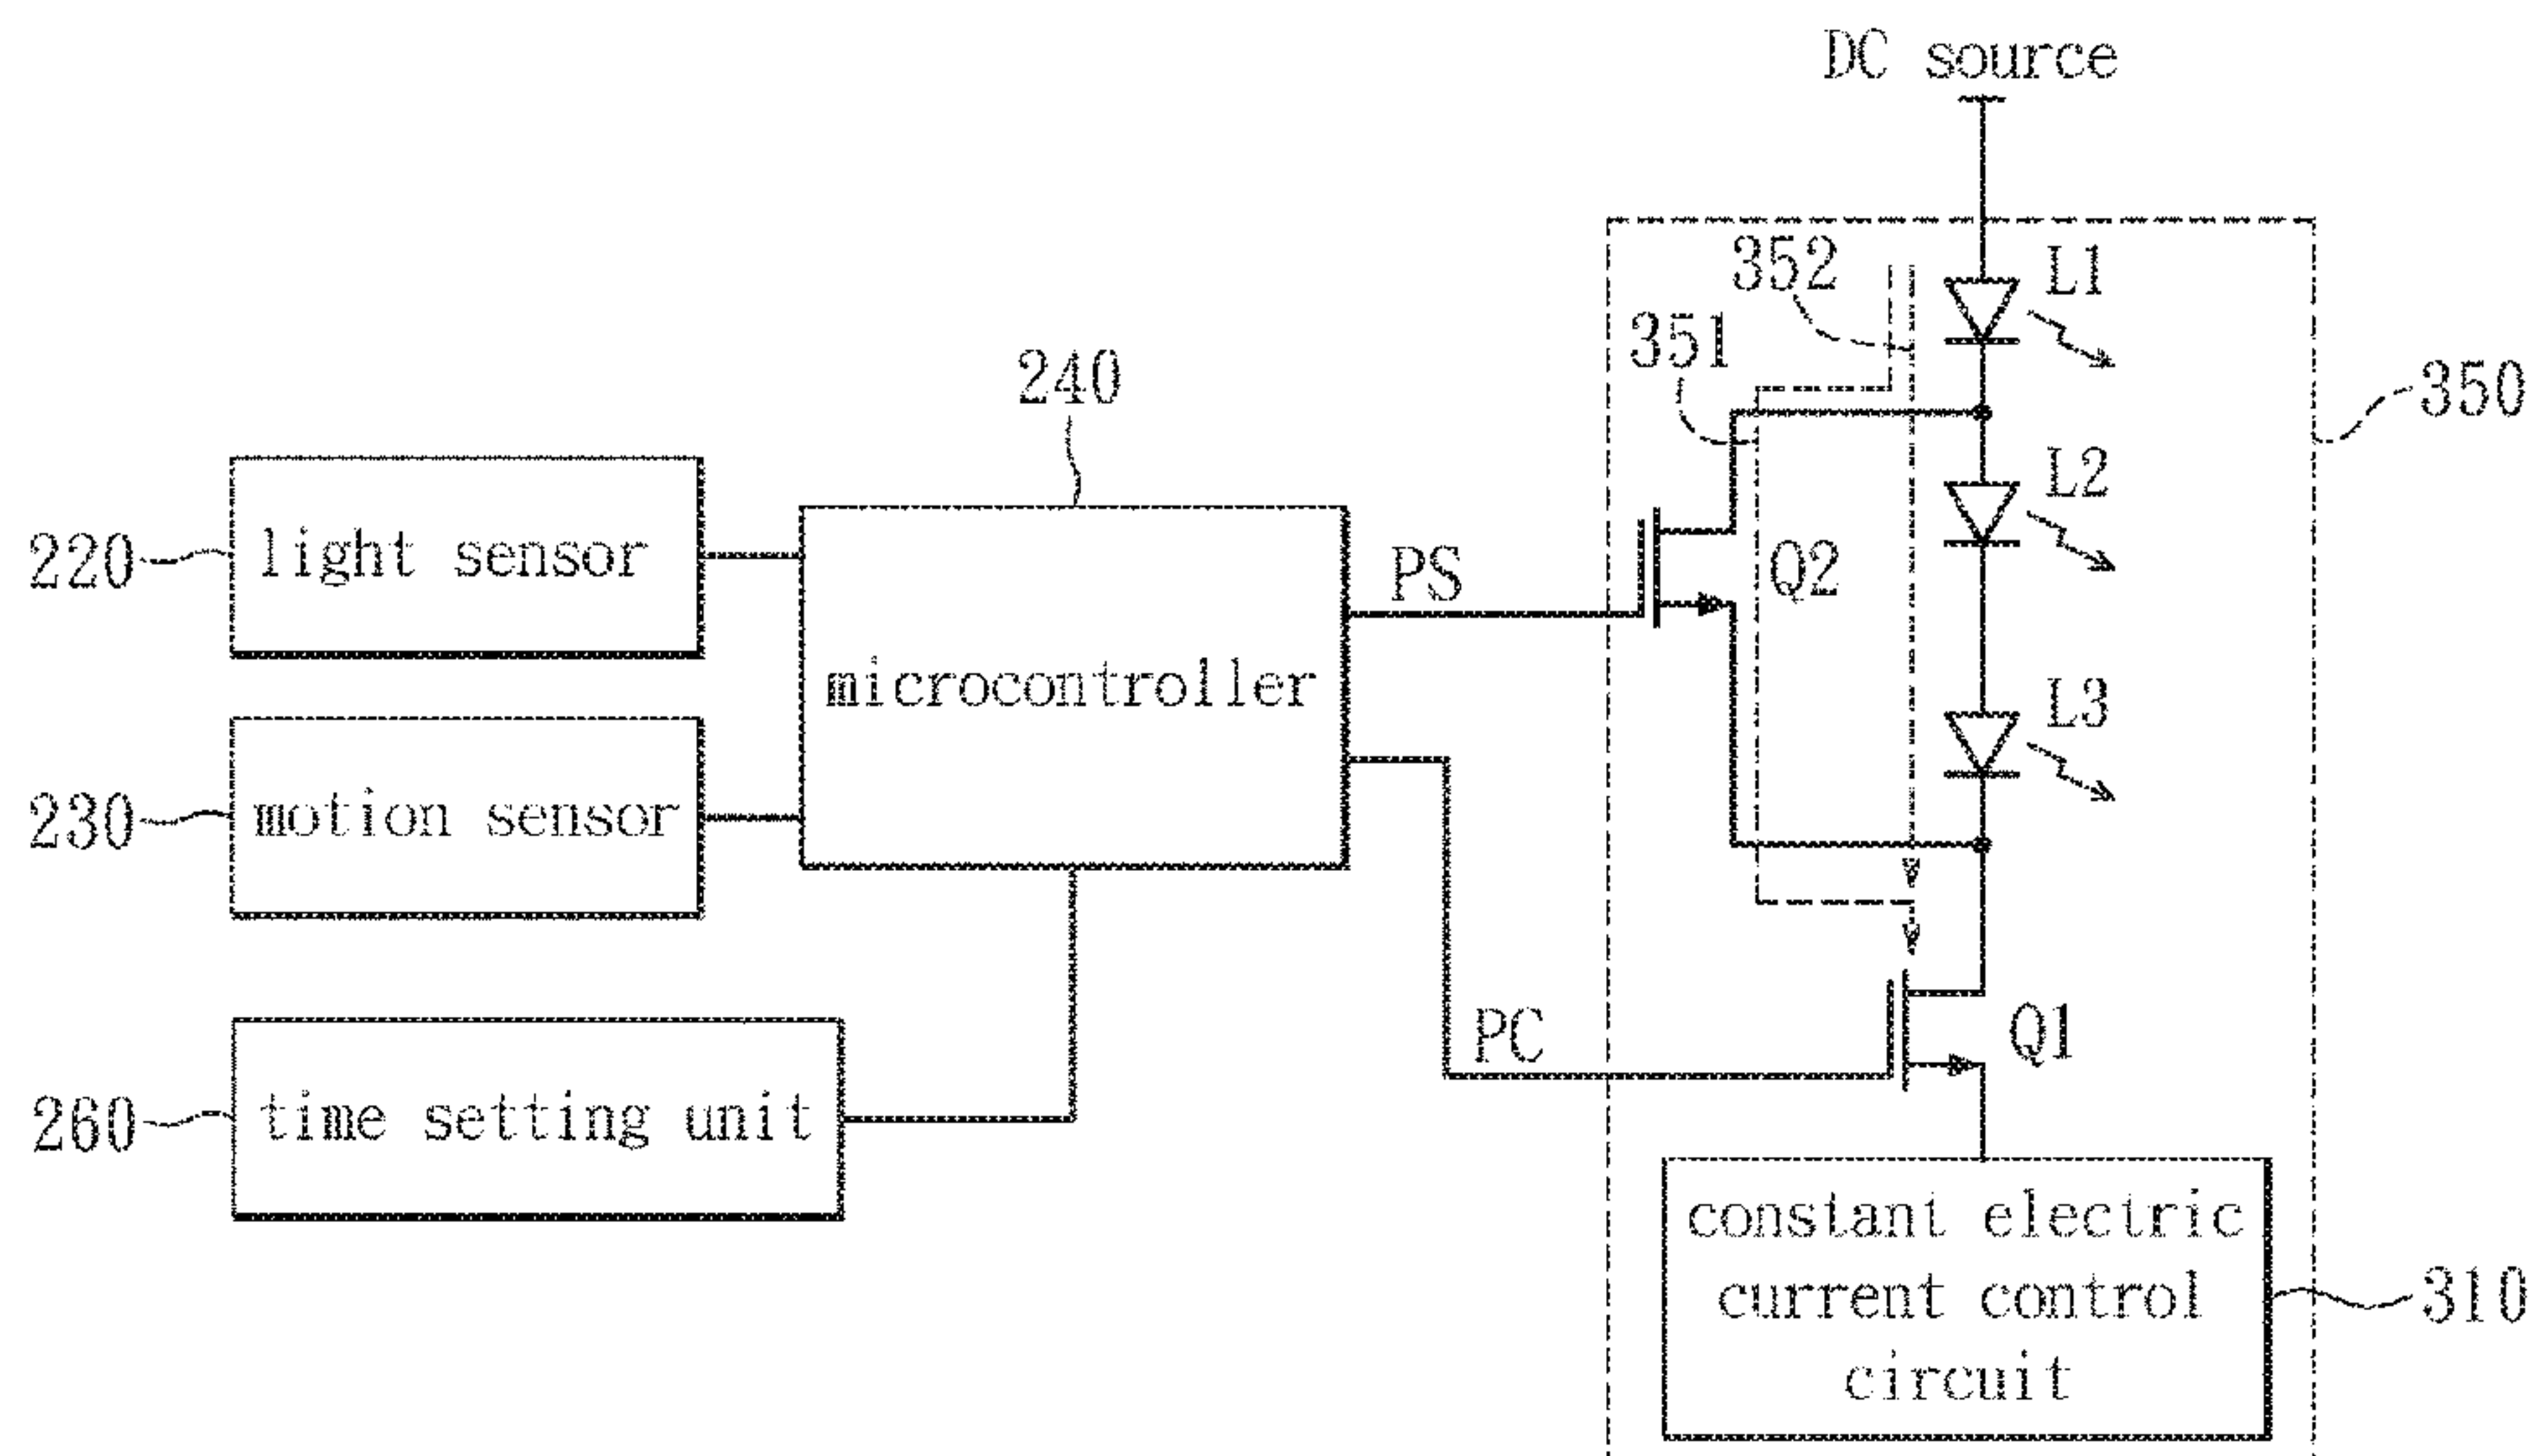 DC source
352
L1
351
350
240
L2
220
light sensor
PS
Q2
microcontroller
L3
230
motion sensor
PC
Q1
260
time setting unit
constant electric
current control
circuit
310